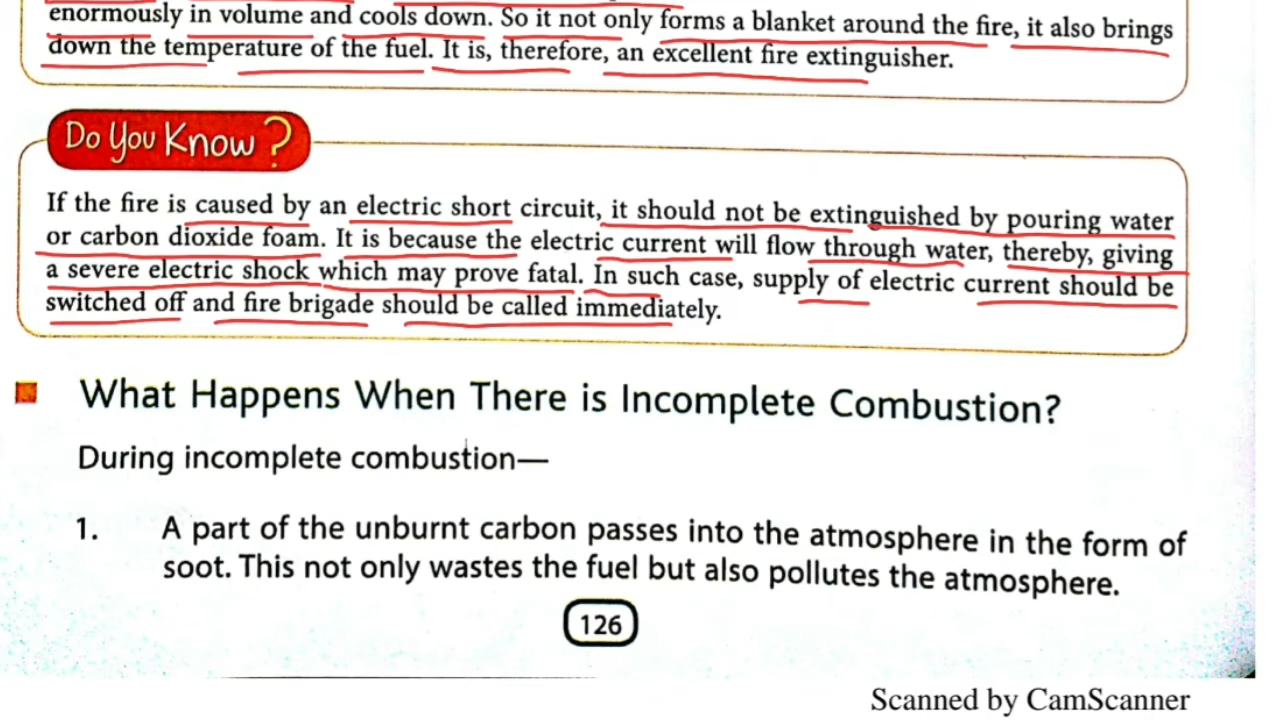 enormously in volume and cools down. So it not only forms a blanket around the fire, it also brings
down the temperature of the fuel. It is, therefore, an excellent fire extinguisher.
Do You Know?
If the fire is caused by an electric short circuit, it should not be extinguished by pouring water
or carbon dioxide foam. It is because the electric current will flow through water, thereby, giving
a severe electric shock which may prove fatal. In such case, supply of electric current should be
switched off and fire brigade should be called immediately.
What Happens When There is Incomplete Combustion?
During incomplete combustion—
1. A part of the unburnt carbon passes into the atmosphere in the form of
soot. This not only wastes the fuel but also pollutes the atmosphere.
126
Scanned by CamScanner